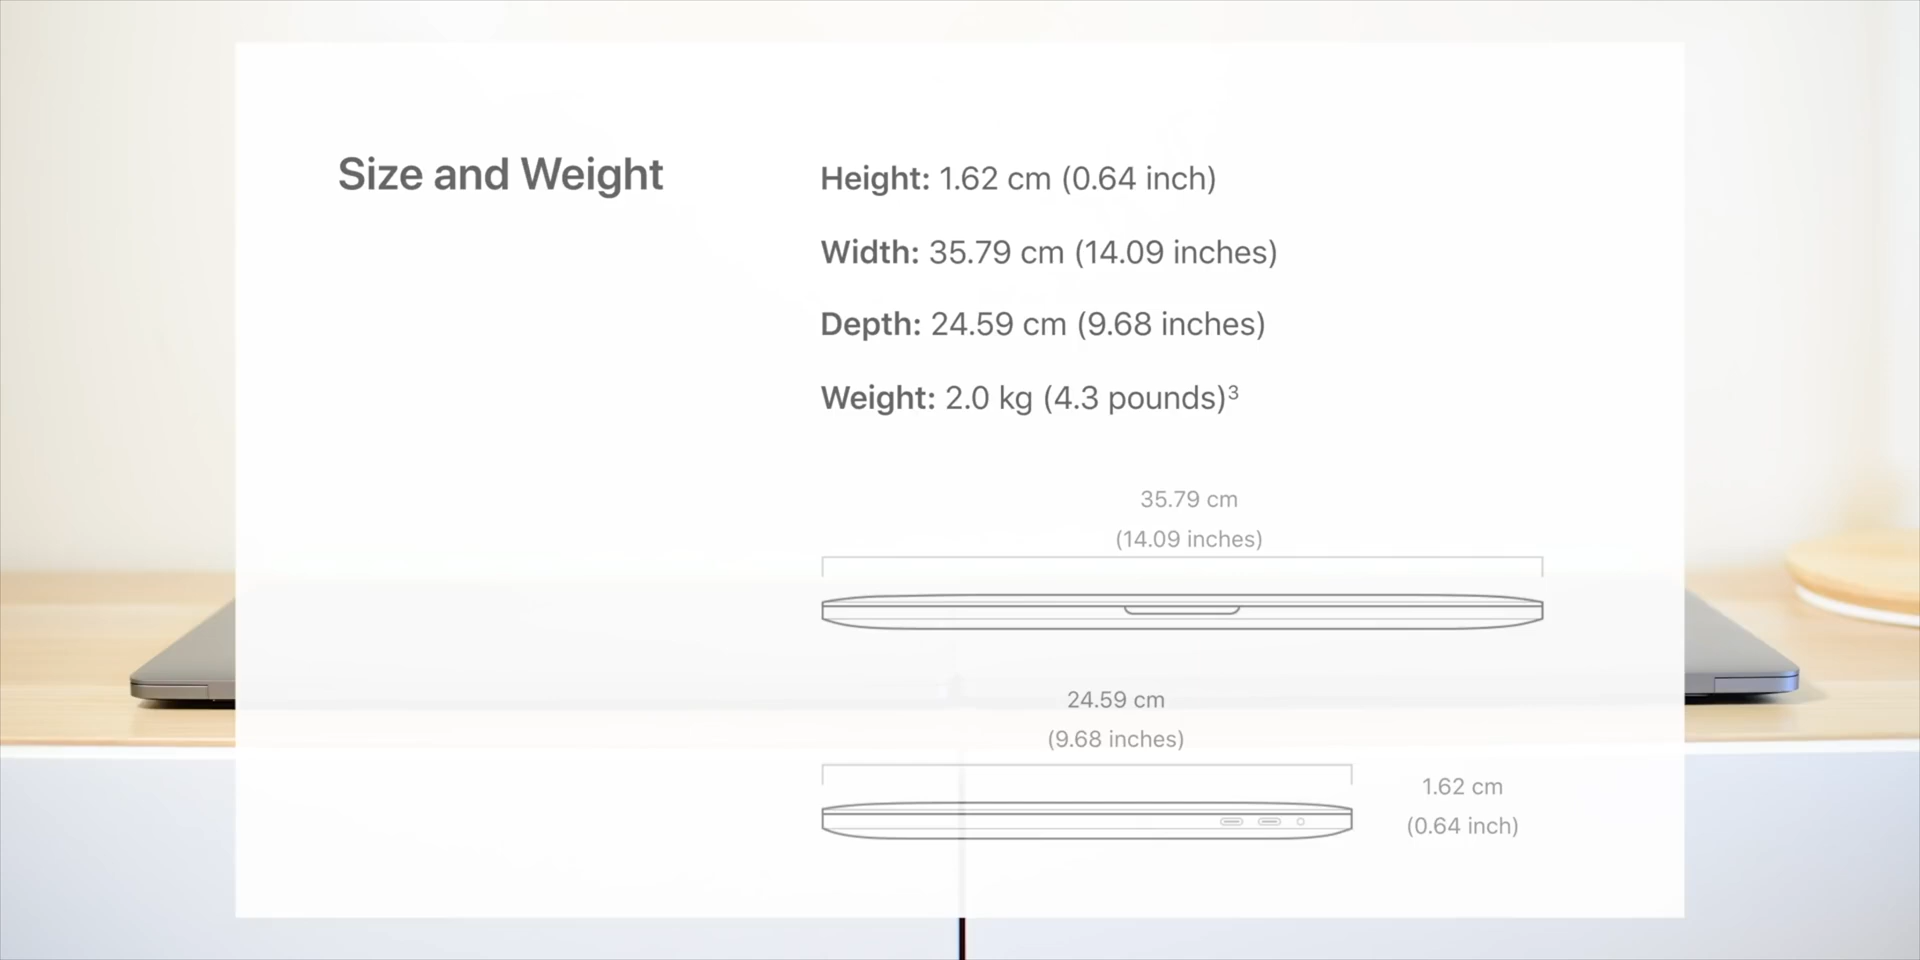 Size and Weight
Height: 1.62 cm (0.64 inch)
Width: 35.79 cm (14.09 inches)
Depth: 24.59 cm (9.68 inches)
Weight: 2.0 kg (4.3 pounds)³
35.79 cm
(14.09 inches)
24.59 cm
(9.68 inches)
1.62 cm
(0.64 inch)